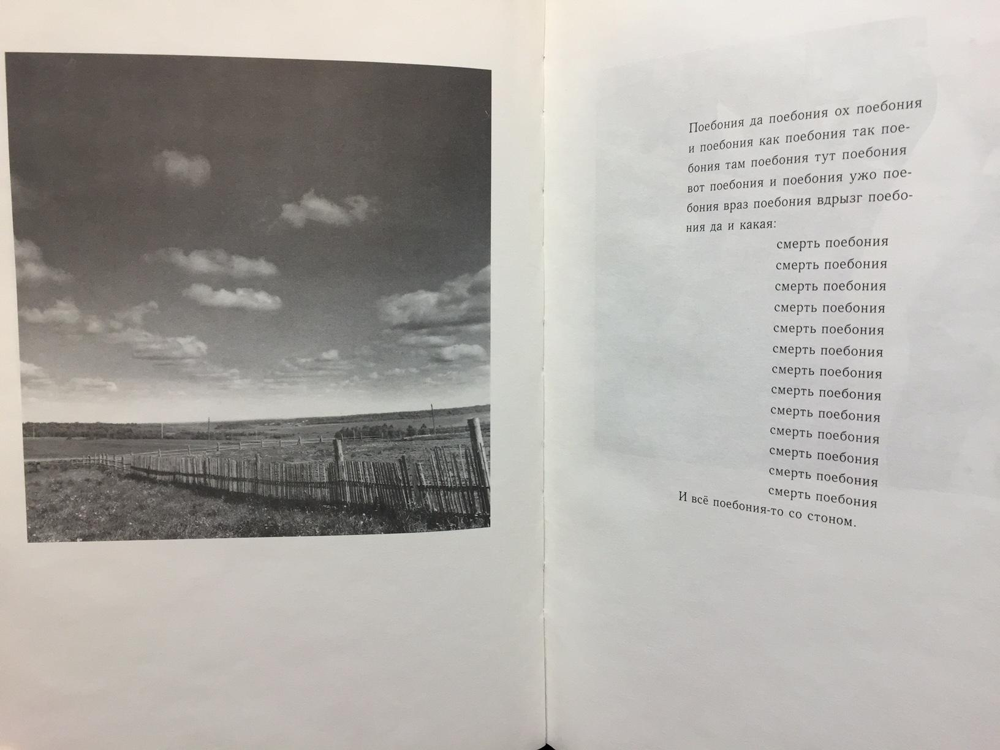 Поебония да поебония ох поебония
и поебония как поебония так пое-
бония там поебония тут поебония
вот поебония и поебония ужо пое-
бония враз поебония вдрызг поебо-
ния да и какая:
смерть поебония
смерть поебония
смерть поебония
смерть поебония
смерть поебония
смерть поебония
смерть поебония
смерть поебония
смерть поебония
смерть поебония
смерть поебония
смерть поебония
смерть поебония
И всё поебония-то со стоном.